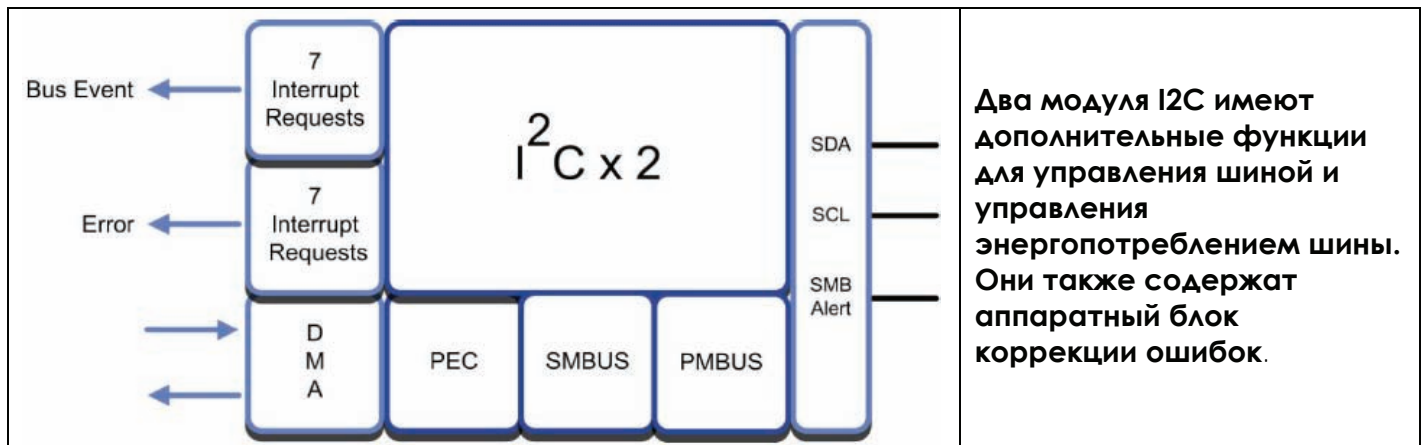 Bus Event
7
Interrupt
Requests
Error
7
Interrupt
Requests
D
M
A
I2C x 2
PEC
SMBUS
PMBUS
SDA
SCL
SMB
Alert
Два модуля I2C имеют
дополнительные функции
для управления шиной и
управления
энергопотреблением шины.
Они также содержат
аппаратный блок
коррекции ошибок.